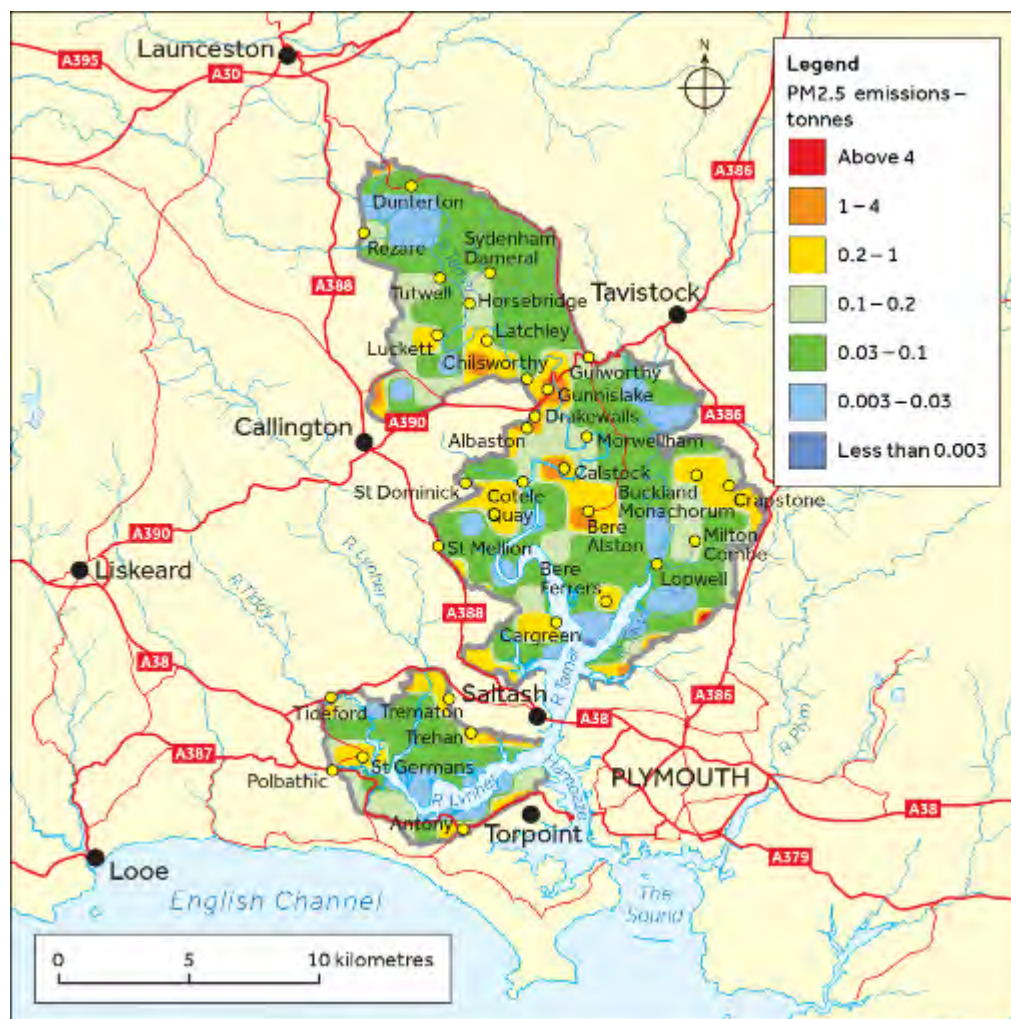 Launceston
A395
A30
N
Legend
PM2.5 emissions –
tonnes
Above 4
1 – 4
0.2 – 1
0.1 – 0.2
0.03 – 0.1
0.003 – 0.03
Less than 0.003
A386
Dunterton
Rezare
Sydenham
Dameral
R. Tamar
A388
Tutwell
Horsebridge
Tavistock
Luckett
Latchley
Chilsworthy
Gulworthy
Gunnislake
A390
Drakewalls
A386
Callington
Albaston
Morwellham
Calstock
St Dominick
Cotele
Quay
Buckland
Monachorum
Crapstone
A390
Bere
Alston
Milton
Combe
St Mellion
R. Lynher
Liskeard
R. Tiddy
Bere
Ferrers
Lopwell
A388
Cargreen
R. Tamar
A38
A386
Saltash
Tideford
Trematon
A38
R. Plym
Trehan
A387
St Germans
Polbathic
PLYMOUTH
R. Lynher
Hamoaze
A38
Antony
Torpoint
Looe
A379
English Channel
The
Sound
0
5
10 kilometres